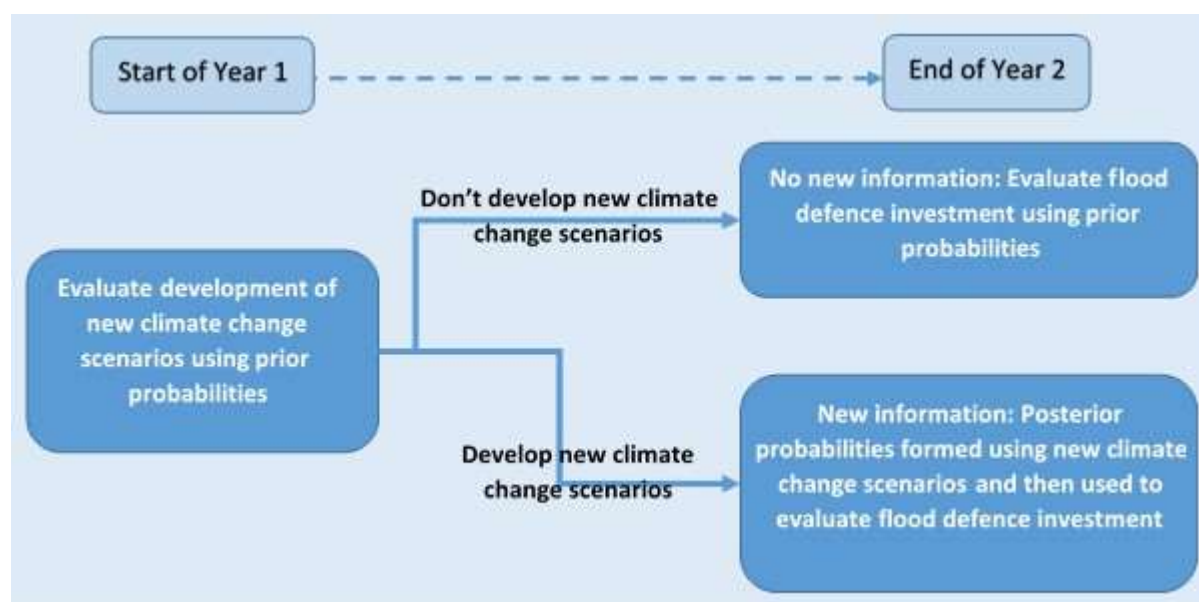 Start of Year 1
End of Year 2
Don't develop new climate
change scenarios
No new information: Evaluate flood
defence investment using prior
probabilities
Evaluate development of
new climate change
scenarios using prior
probabilities
Develop new climate
change scenarios
New information: Posterior
probabilities formed using new climate
change scenarios and then used to
evaluate flood defence investment